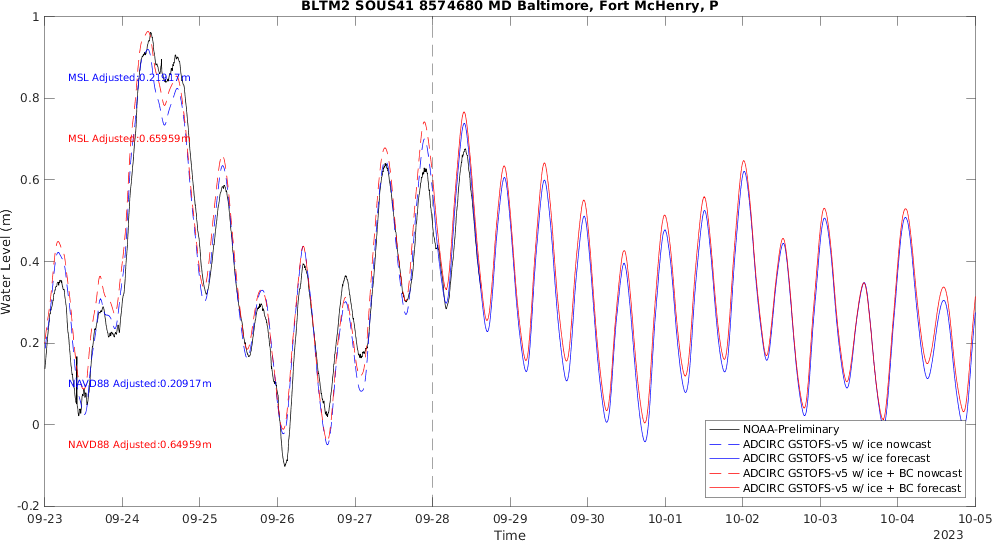 BLTM2 SOUS41 8574680 MD Baltimore, Fort McHenry, P
1
0.8
0.6
0.4
0.2
0
-0.2
Water Level (m)
MSL Adjusted:0.21917m
MSL Adjusted:0.65959m
NAVD88 Adjusted:0.20917m
NAVD88 Adjusted:0.64959m
NOAA-Preliminary
ADCIRC GSTOFS-v5 w/ ice nowcast
ADCIRC GSTOFS-v5 w/ ice forecast
ADCIRC GSTOFS-v5 w/ ice + BC nowcast
ADCIRC GSTOFS-v5 w/ ice + BC forecast
09-23 09-24 09-25 09-26 09-27 09-28 09-29 09-30 10-01 10-02 10-03 10-04 10-05
Time
2023